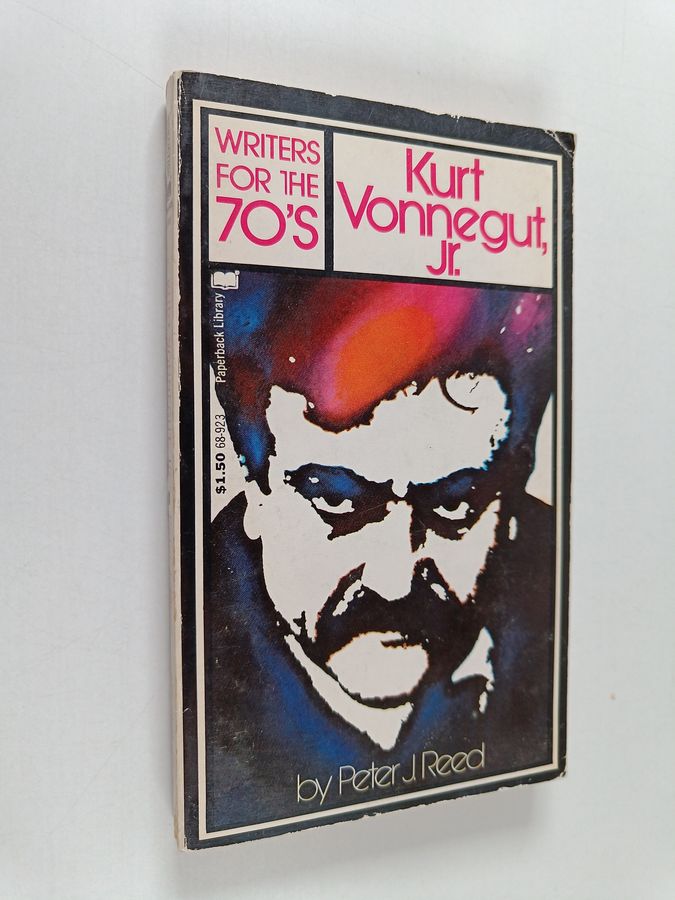 WRITERS
FOR THE
70'S
Kurt
Vonnegut,
Jr.
Paperback Library
$1.50 68-923
by Peter J. Reed